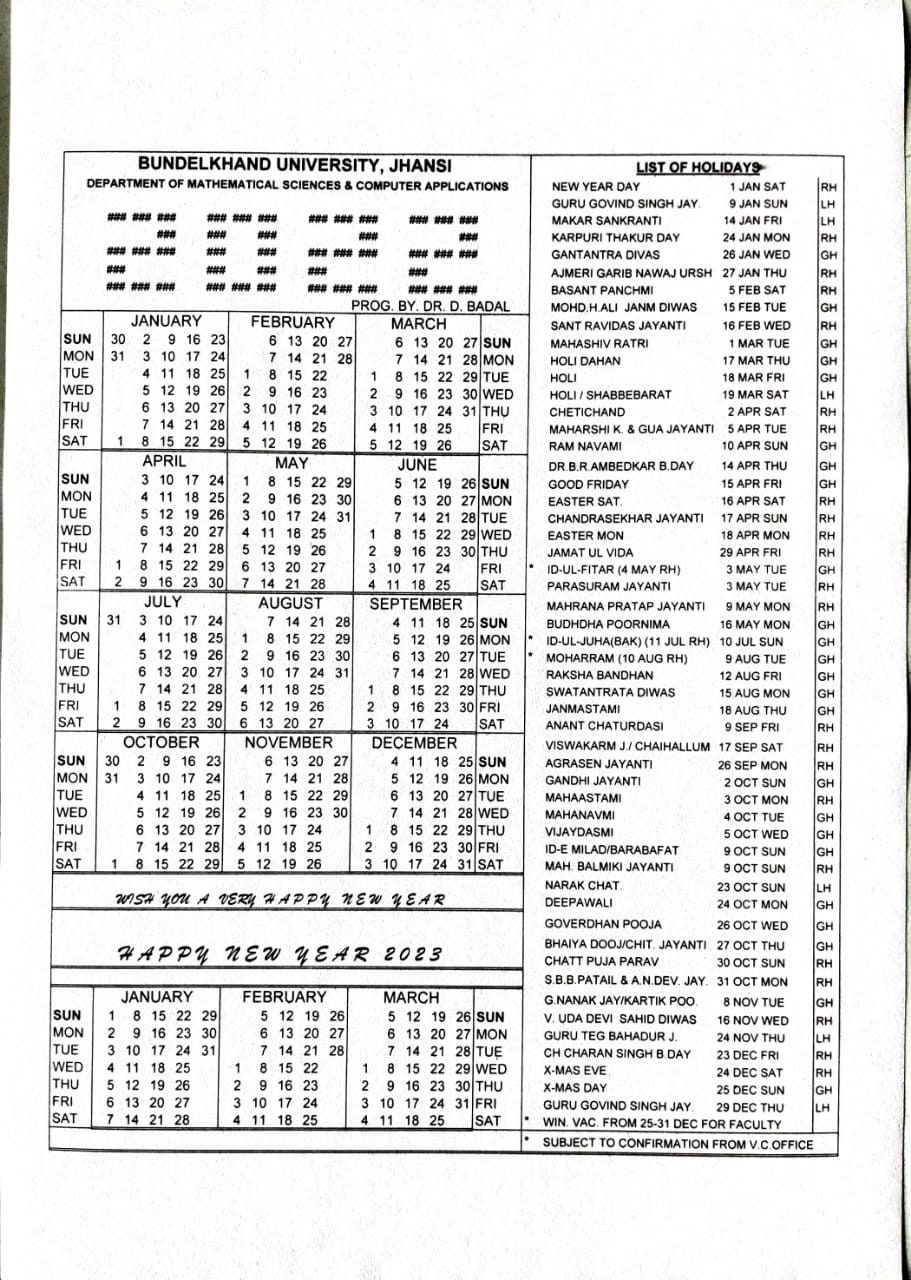 BUNDELKHAND UNIVERSITY, JHANSI
DEPARTMENT OF MATHEMATICAL SCIENCES & COMPUTER APPLICATIONS
### ### ### ### ### ### ### ### ### ### ### ###
### ### ### ### ###
### ### ### ### ### ### ### ### ### ### ###
### ### ### ### ###
### ### ### ### ### ### ### ### ### ### ### ###
PROG. BY. DR. D. BADAL
JANUARY FEBRUARY MARCH
SUN 30 2 9 16 23 6 13 20 27 6 13 20 27 SUN
MON 31 3 10 17 24 7 14 21 28 7 14 21 28 MON
TUE 4 11 18 25 1 8 15 22 1 8 15 22 29 TUE
WED 5 12 19 26 2 9 16 23 2 9 16 23 30 WED
THU 6 13 20 27 3 10 17 24 3 10 17 24 31 THU
FRI 7 14 21 28 4 11 18 25 4 11 18 25 FRI
SAT 1 8 15 22 29 5 12 19 26 5 12 19 26 SAT
APRIL MAY JUNE
SUN 3 10 17 24 1 8 15 22 29 5 12 19 26 SUN
MON 4 11 18 25 2 9 16 23 30 6 13 20 27 MON
TUE 5 12 19 26 3 10 17 24 31 7 14 21 28 TUE
WED 6 13 20 27 4 11 18 25 1 8 15 22 29 WED
THU 7 14 21 28 5 12 19 26 2 9 16 23 30 THU
FRI 1 8 15 22 29 6 13 20 27 3 10 17 24 FRI
SAT 2 9 16 23 30 7 14 21 28 4 11 18 25 SAT
JULY AUGUST SEPTEMBER
SUN 31 3 10 17 24 7 14 21 28 4 11 18 25 SUN
MON 4 11 18 25 1 8 15 22 29 5 12 19 26 MON
TUE 5 12 19 26 2 9 16 23 30 6 13 20 27 TUE
WED 6 13 20 27 3 10 17 24 31 7 14 21 28 WED
THU 7 14 21 28 4 11 18 25 1 8 15 22 29 THU
FRI 1 8 15 22 29 5 12 19 26 2 9 16 23 30 FRI
SAT 2 9 16 23 30 6 13 20 27 3 10 17 24 SAT
OCTOBER NOVEMBER DECEMBER
SUN 30 2 9 16 23 6 13 20 27 4 11 18 25 SUN
MON 31 3 10 17 24 7 14 21 28 5 12 19 26 MON
TUE 4 11 18 25 1 8 15 22 29 6 13 20 27 TUE
WED 5 12 19 26 2 9 16 23 30 7 14 21 28 WED
THU 6 13 20 27 3 10 17 24 1 8 15 22 29 THU
FRI 7 14 21 28 4 11 18 25 2 9 16 23 30 FRI
SAT 1 8 15 22 29 5 12 19 26 3 10 17 24 31 SAT
WISH YOU A VERY HAPPY NEW YEAR
HAPPY NEW YEAR 2023
JANUARY FEBRUARY MARCH
SUN 1 8 15 22 29 5 12 19 26 5 12 19 26 SUN
MON 2 9 16 23 30 6 13 20 27 6 13 20 27 MON
TUE 3 10 17 24 31 7 14 21 28 7 14 21 28 TUE
WED 4 11 18 25 1 8 15 22 1 8 15 22 29 WED
THU 5 12 19 26 2 9 16 23 2 9 16 23 30 THU
FRI 6 13 20 27 3 10 17 24 3 10 17 24 31 FRI
SAT 7 14 21 28 4 11 18 25 4 11 18 25 SAT
LIST OF HOLIDAYS
NEW YEAR DAY 1 JAN SAT RH
GURU GOVIND SINGH JAY. 9 JAN SUN LH
MAKAR SANKRANTI 14 JAN FRI LH
KARPURI THAKUR DAY 24 JAN MON RH
GANTANTRA DIVAS 26 JAN WED GH
AJMERI GARIB NAWAJ URSH 27 JAN THU RH
BASANT PANCHMI 5 FEB SAT RH
MOHD.H.ALI JANM DIWAS 15 FEB TUE GH
SANT RAVIDAS JAYANTI 16 FEB WED RH
MAHASHIV RATRI 1 MAR TUE GH
HOLI DAHAN 17 MAR THU GH
HOLI 18 MAR FRI GH
HOLI / SHABBEBARAT 19 MAR SAT LH
CHETICHAND 2 APR SAT RH
MAHARSHI K. & GUA JAYANTI 5 APR TUE RH
RAM NAVAMI 10 APR SUN GH
DR.B.R.AMBEDKAR B.DAY 14 APR THU GH
GOOD FRIDAY 15 APR FRI GH
EASTER SAT. 16 APR SAT RH
CHANDRASEKHAR JAYANTI 17 APR SUN RH
EASTER MON 18 APR MON RH
JAMAT UL VIDA 29 APR FRI RH
* ID-UL-FITAR (4 MAY RH) 3 MAY TUE GH
PARASURAM JAYANTI 3 MAY TUE RH
MAHRANA PRATAP JAYANTI 9 MAY MON RH
BUDHDHA POORNIMA 16 MAY MON GH
* ID-UL-JUHA(BAK) (11 JUL RH) 10 JUL SUN GH
* MOHARRAM (10 AUG RH) 9 AUG TUE GH
RAKSHA BANDHAN 12 AUG FRI GH
SWATANTRATA DIWAS 15 AUG MON GH
JANMASTAMI 18 AUG THU GH
ANANT CHATURDASI 9 SEP FRI RH
VISWAKARM J./ CHAIHALLUM 17 SEP SAT RH
AGRASEN JAYANTI 26 SEP MON RH
GANDHI JAYANTI 2 OCT SUN GH
MAHAASTAMI 3 OCT MON RH
MAHANAVMI 4 OCT TUE GH
VIJAYDASMI 5 OCT WED GH
ID-E MILAD/BARABAFAT 9 OCT SUN GH
MAH. BALMIKI JAYANTI 9 OCT SUN RH
NARAK CHAT. 23 OCT SUN LH
DEEPAWALI 24 OCT MON GH
GOVERDHAN POOJA 26 OCT WED GH
BHAIYA DOOJ/CHIT. JAYANTI 27 OCT THU GH
CHATT PUJA PARAV 30 OCT SUN RH
S.B.B.PATAIL & A.N.DEV. JAY. 31 OCT MON RH
G.NANAK JAY/KARTIK POO. 8 NOV TUE GH
V. UDA DEVI SAHID DIWAS 16 NOV WED RH
GURU TEG BAHADUR J. 24 NOV THU LH
CH CHARAN SINGH B DAY 23 DEC FRI RH
X-MAS EVE 24 DEC SAT RH
X-MAS DAY 25 DEC SUN GH
GURU GOVIND SINGH JAY. 29 DEC THU LH
* WIN. VAC. FROM 25-31 DEC FOR FACULTY
* SUBJECT TO CONFIRMATION FROM V.C.OFFICE